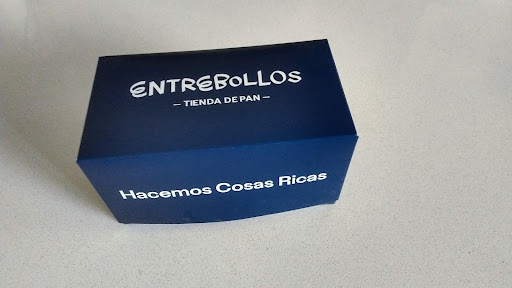 ENTREBOLLOS
– TIENDA DE PAN –
Hacemos Cosas Ricas